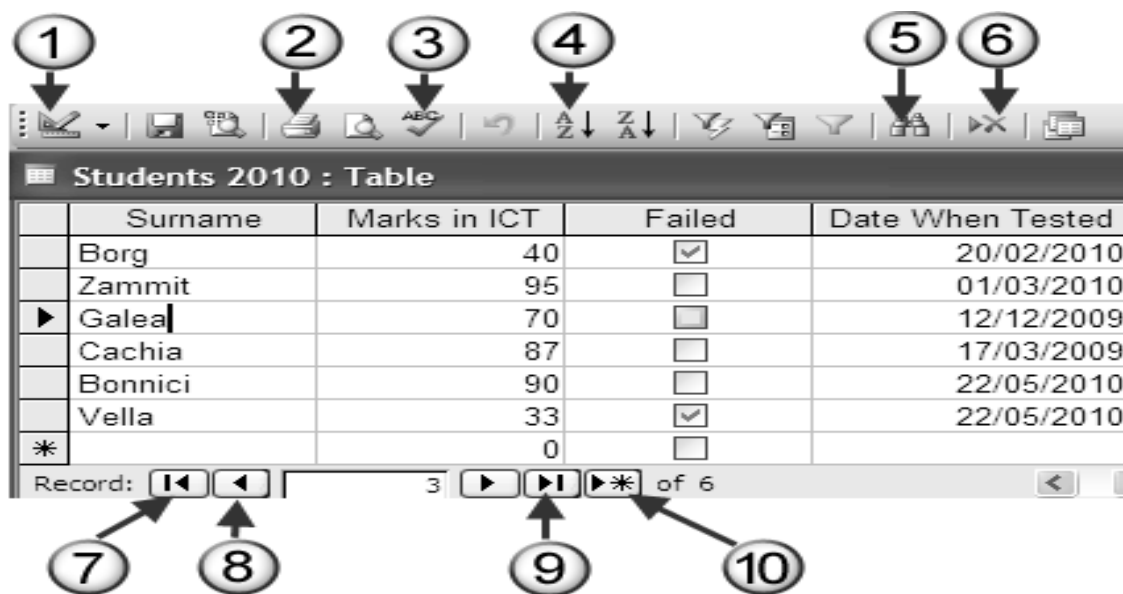 1 2 3 4 5 6
ABC A Z Z A
Students 2010 : Table
Surname Marks in ICT Failed Date When Tested
Borg 40 20/02/2010
Zammit 95 01/03/2010
Galea 70 12/12/2009
Cachia 87 17/03/2009
Bonnici 90 22/05/2010
Vella 33 22/05/2010
0
Record: 3 of 6
7 8 9 10